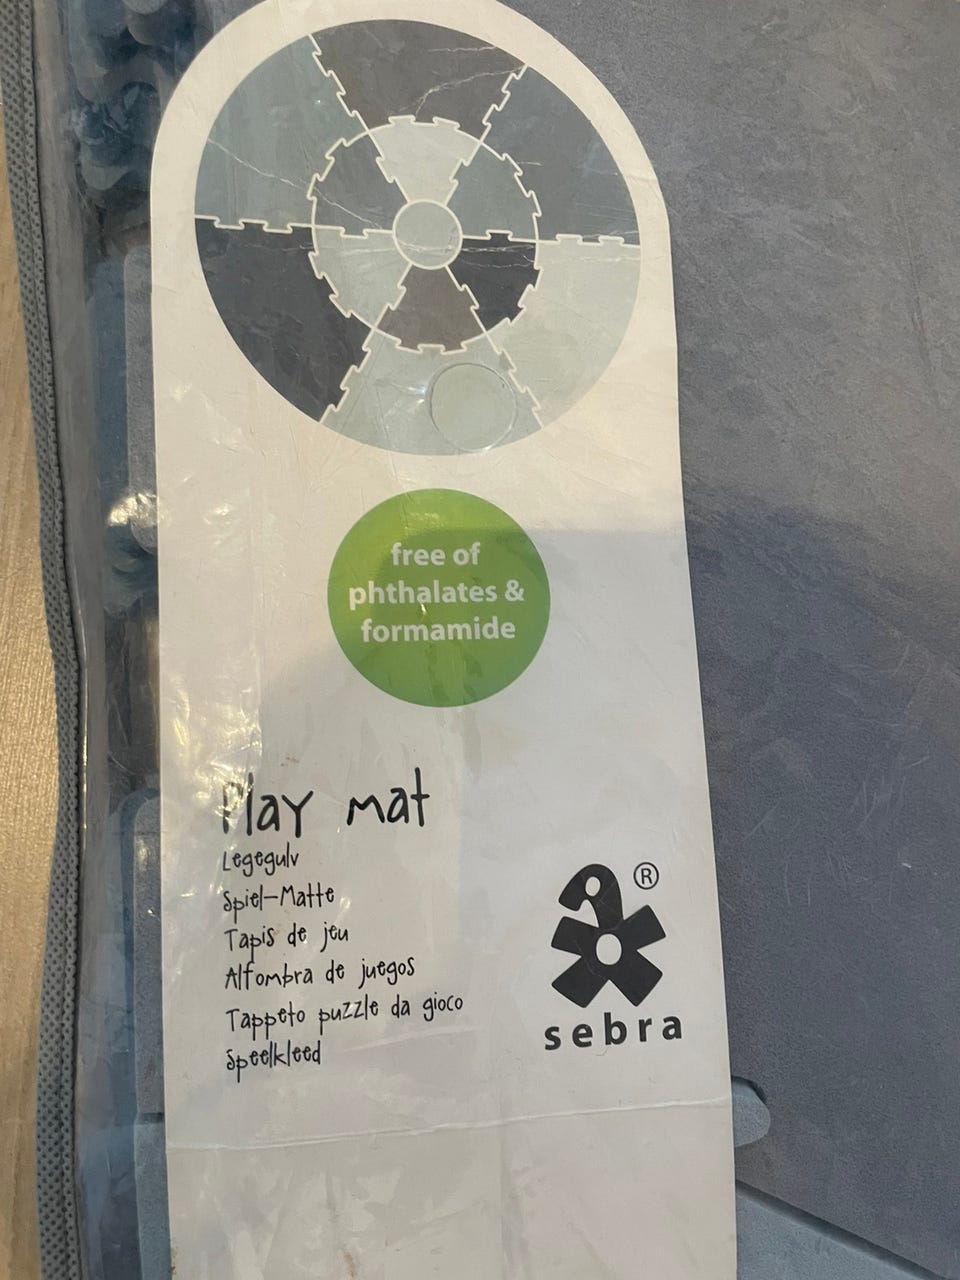 free of
phthalates &
formamide
Play mat
Legegulv
Spiel-Matte
Tapis de jeu
Alfombra de juegos
Tappeto puzzle da gioco
Speelkleed
®
sebra